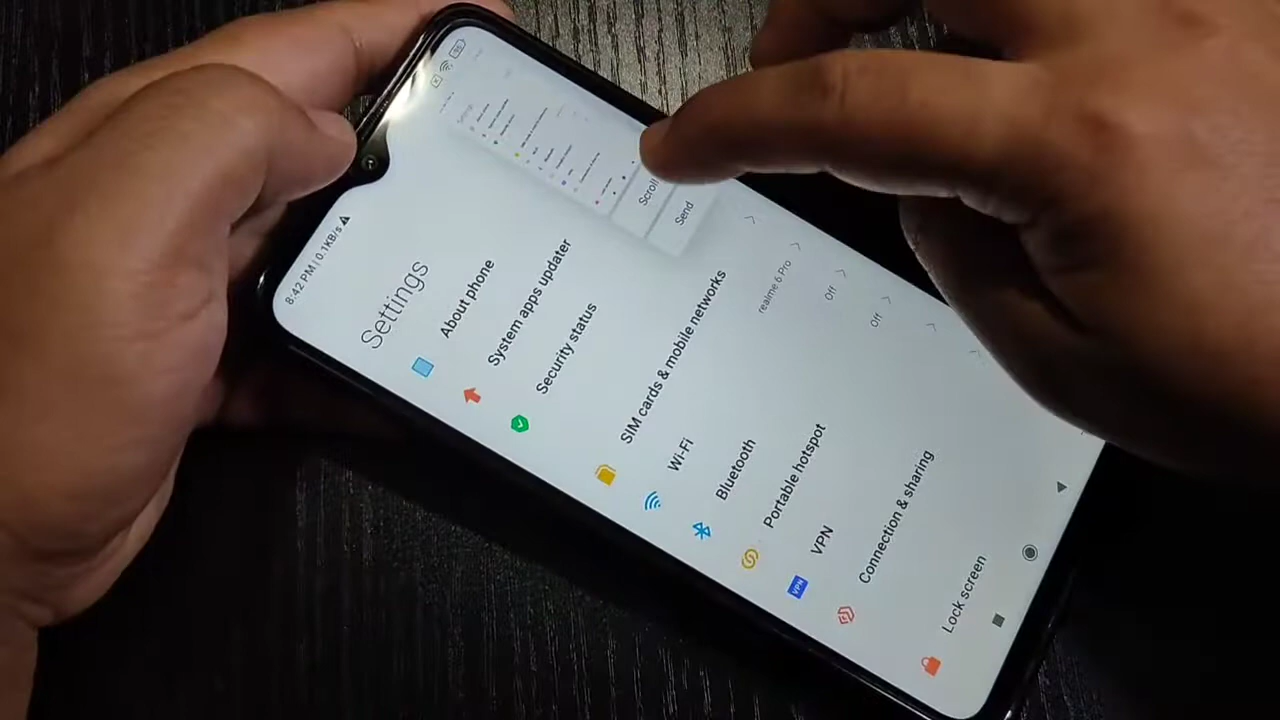 8:42 PM | 0.1KB/s
Scroll
Send
Settings
About phone
System apps updater
Security status
SIM cards & mobile networks
Wi-Fi
realme 6 Pro
Bluetooth
Off
Portable hotspot
Off
VPN
VPN
Connection & sharing
Lock screen